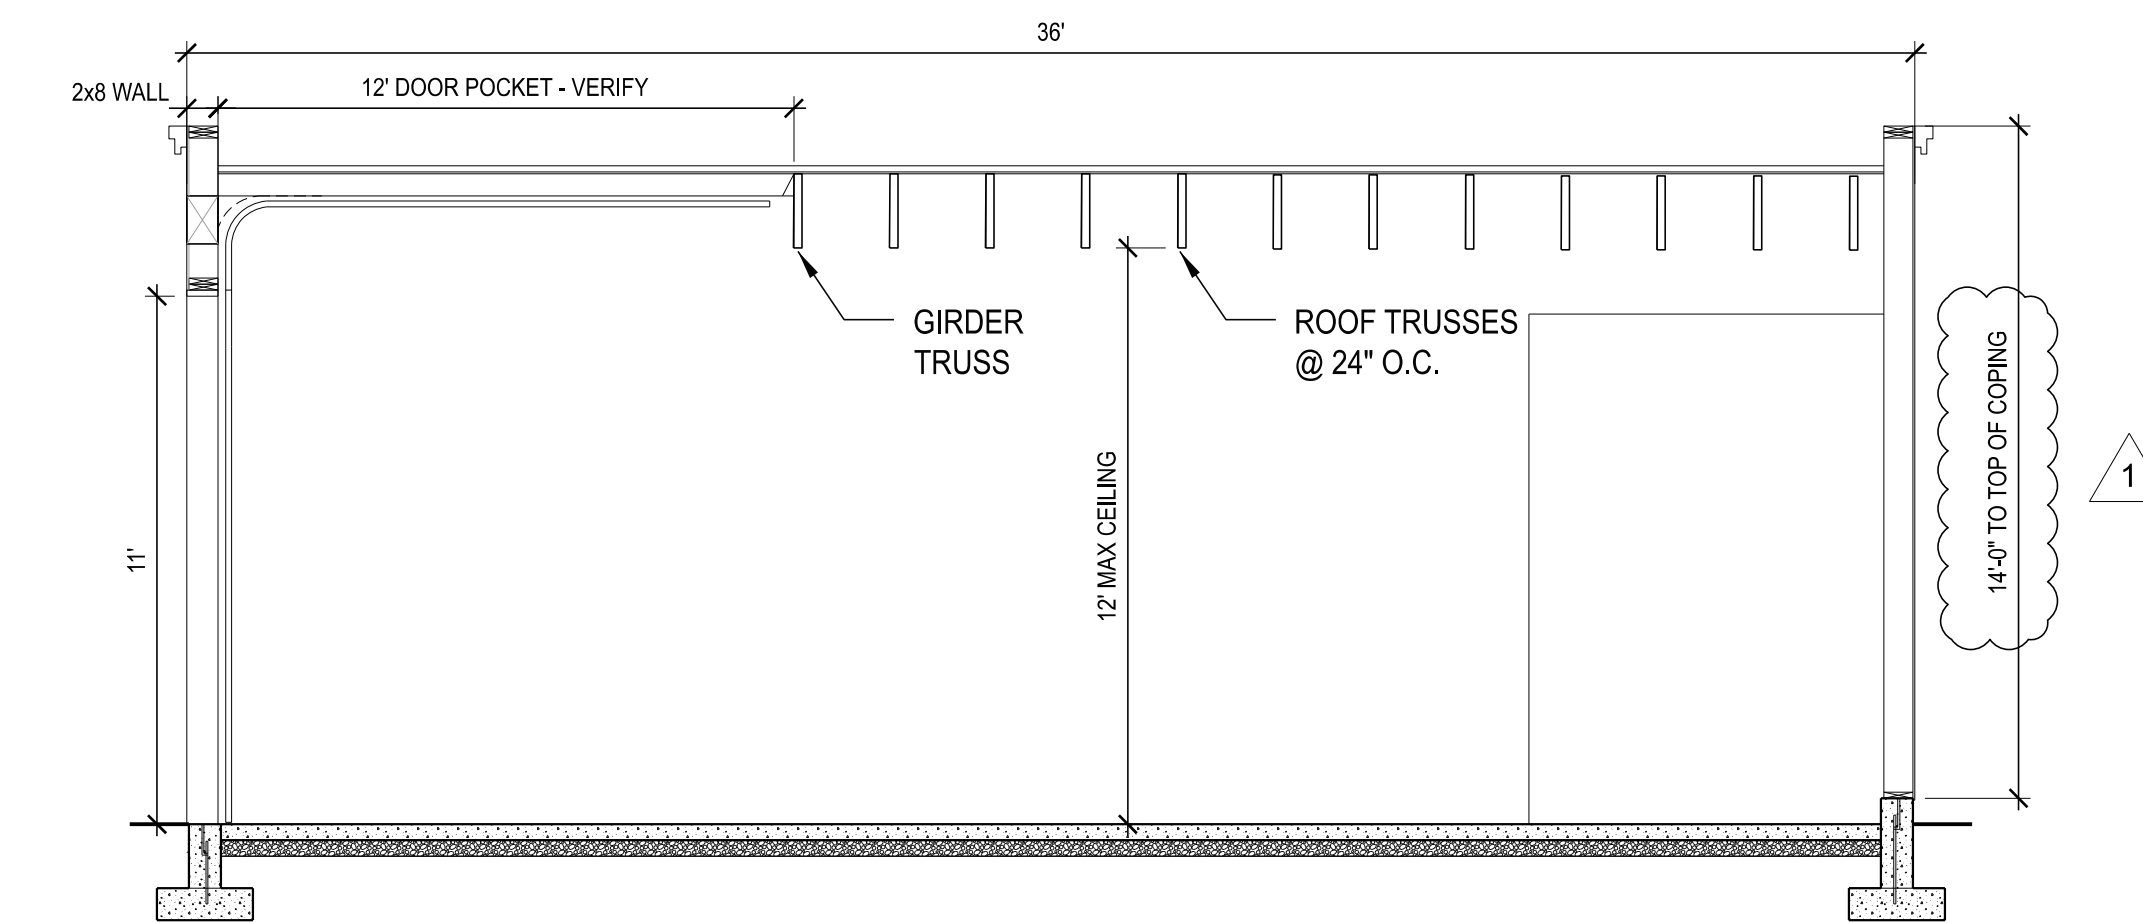 36'
2x8 WALL
12' DOOR POCKET - VERIFY
GIRDER
TRUSS
ROOF TRUSSES
@ 24" O.C.
11'
12' MAX CEILING
14'-0" TO TOP OF COPING
1